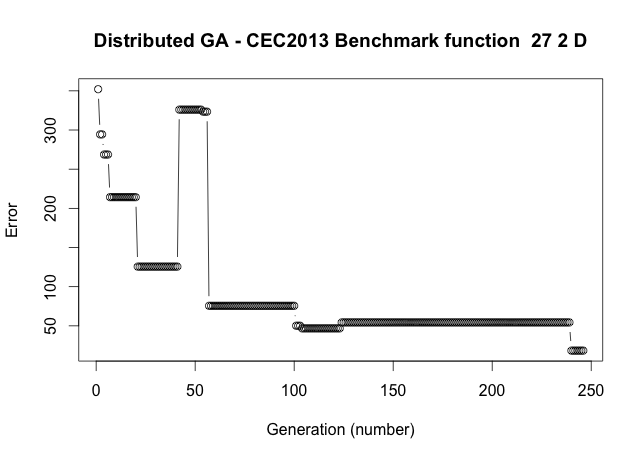 Distributed GA - CEC2013 Benchmark function  27 2 D
Error
300
200
100
50
0 50 100 150 200 250
Generation (number)